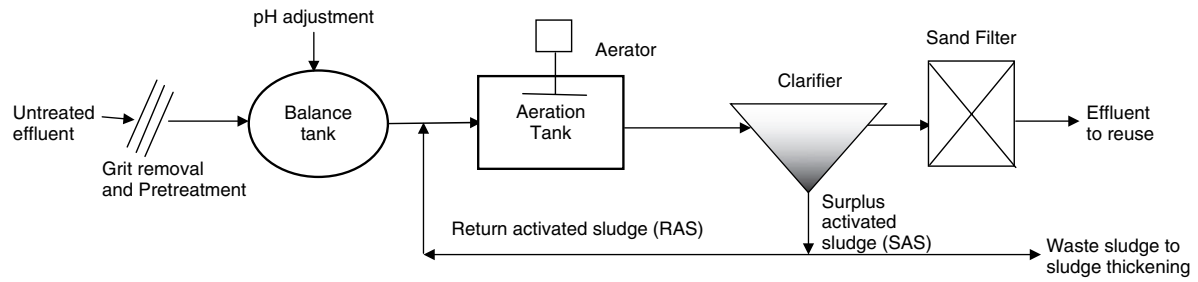 pH adjustment
Aerator
Sand Filter
Clarifier
Untreated
effluent
Balance
tank
Aeration
Tank
Effluent
to reuse
Grit removal
and Pretreatment
Return activated sludge (RAS)
Surplus
activated
sludge (SAS)
Waste sludge to
sludge thickening